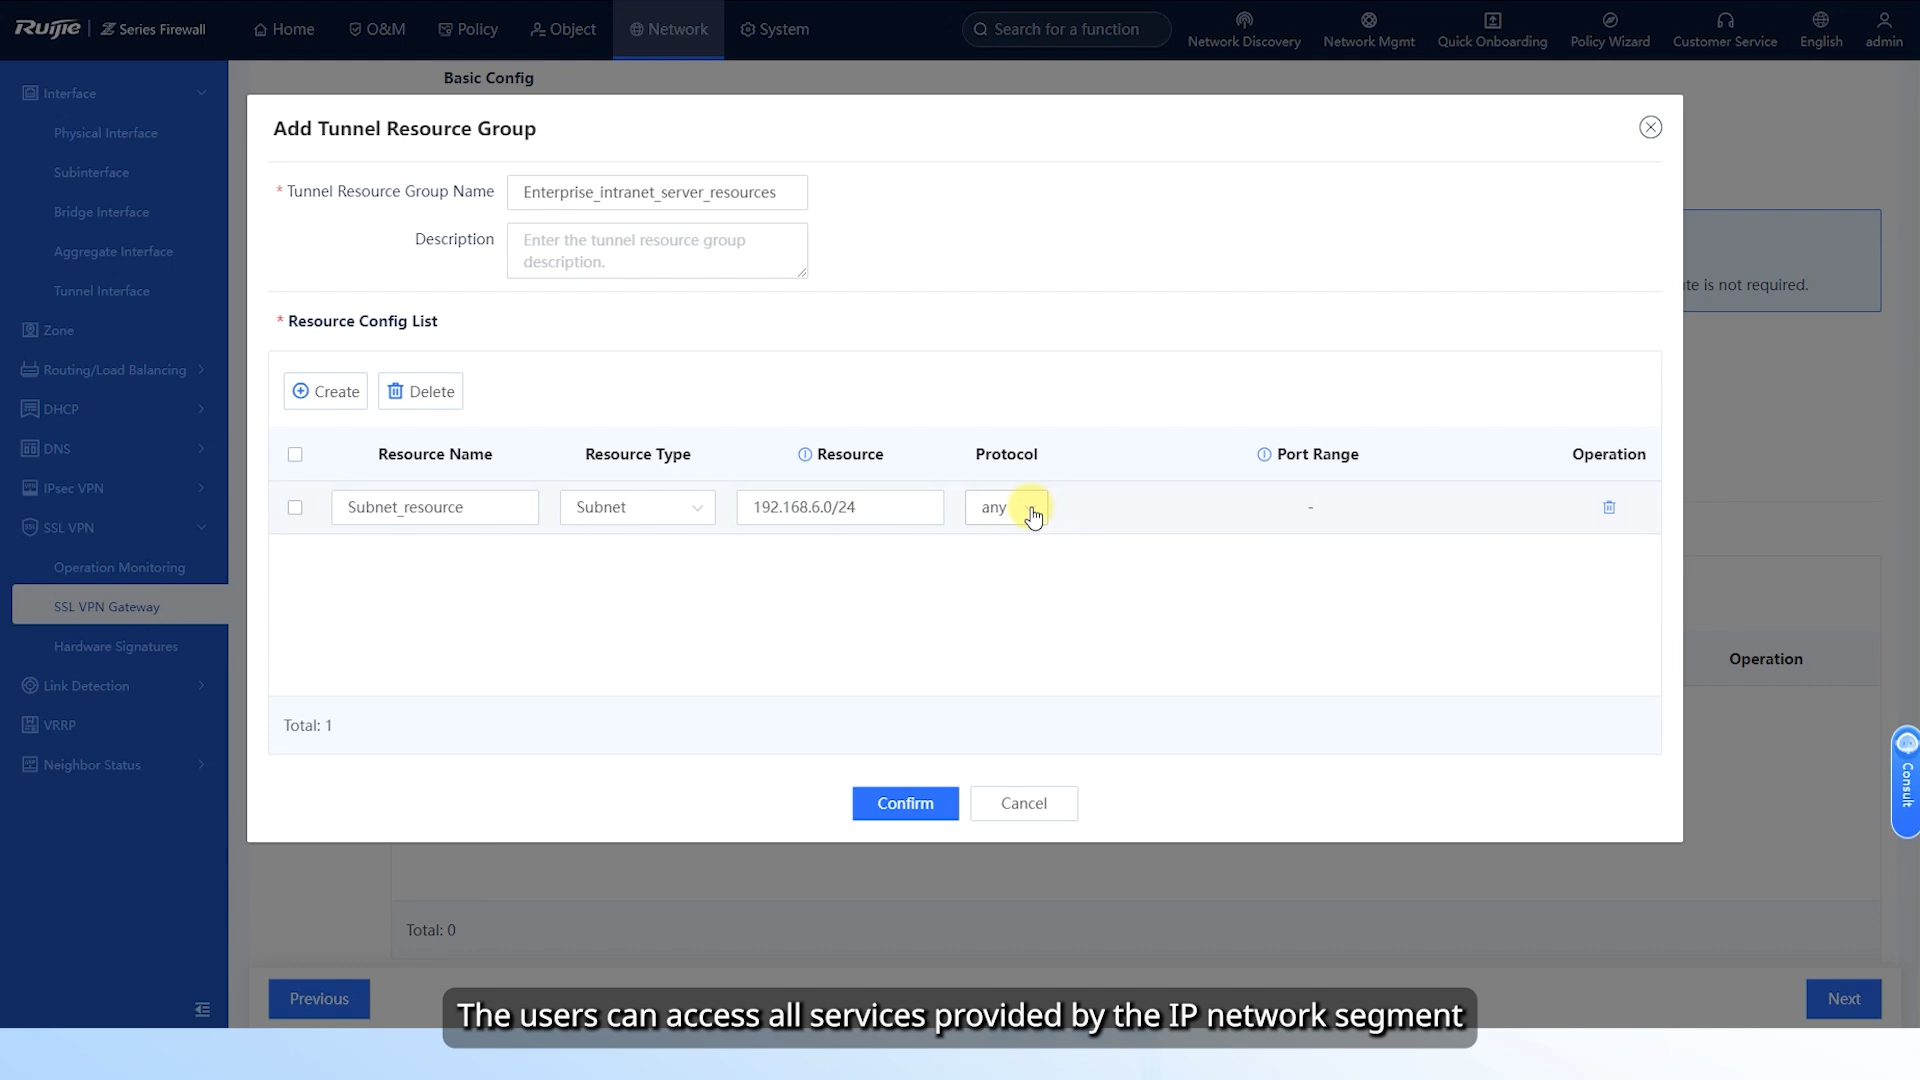 Ruijie | Z Series Firewall
Home
O&M
Policy
Object
Network
System
Search for a function
Network Discovery
Network Mgmt
Quick Onboarding
Policy Wizard
Customer Service
English
admin
Interface
Physical Interface
Subinterface
Bridge Interface
Aggregate Interface
Tunnel Interface
Zone
Routing/Load Balancing
DHCP
DNS
IPsec VPN
SSL VPN
Operation Monitoring
SSL VPN Gateway
Hardware Signatures
Link Detection
VRRP
Neighbor Status
Basic Config
Add Tunnel Resource Group
* Tunnel Resource Group Name
Enterprise_intranet_server_resources
Description
Enter the tunnel resource group
description.
te is not required.
* Resource Config List
Create
Delete
Resource Name
Resource Type
Resource
Protocol
Port Range
Operation
Subnet_resource
Subnet
192.168.6.0/24
any
-
Total: 1
Confirm
Cancel
Operation
Consult
Total: 0
Previous
Next
The users can access all services provided by the IP network segment